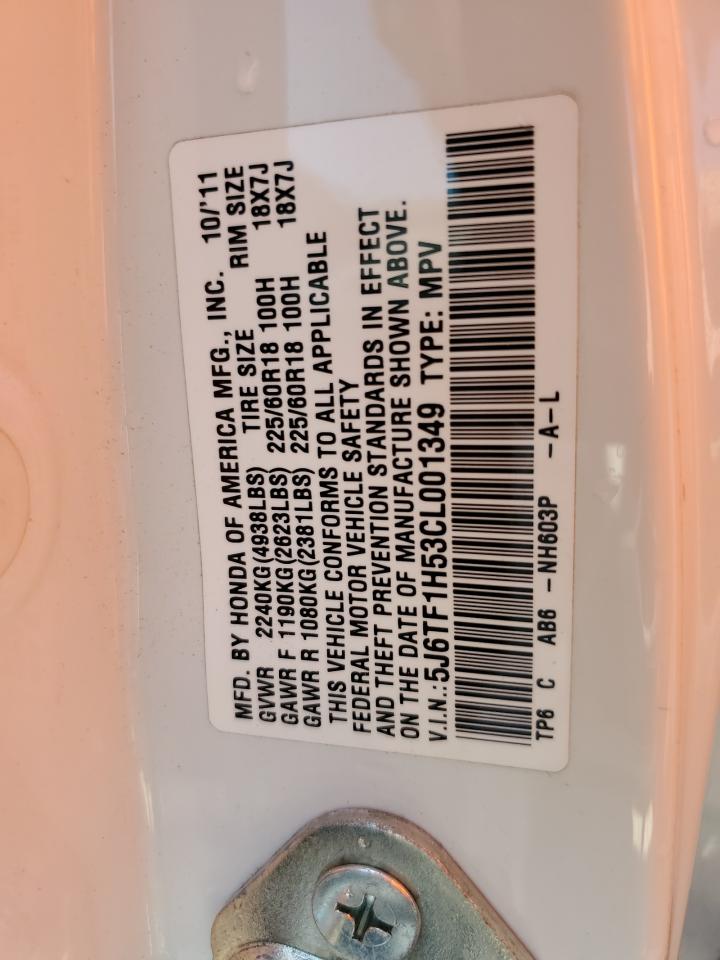 MFD. BY HONDA OF AMERICA MFG., INC. 10/'11
GVWR 2240KG(4938LBS) TIRE SIZE RIM SIZE
GAWR F 1190KG(2623LBS) 225/60R18 100H 18X7J
GAWR R 1080KG(2381LBS) 225/60R18 100H 18X7J
THIS VEHICLE CONFORMS TO ALL APPLICABLE
FEDERAL MOTOR VEHICLE SAFETY
AND THEFT PREVENTION STANDARDS IN EFFECT
ON THE DATE OF MANUFACTURE SHOWN ABOVE.
V.I.N.:5J6TF1H53CL001349 TYPE: MPV
TP6 C AB6 -NH603P -A-L